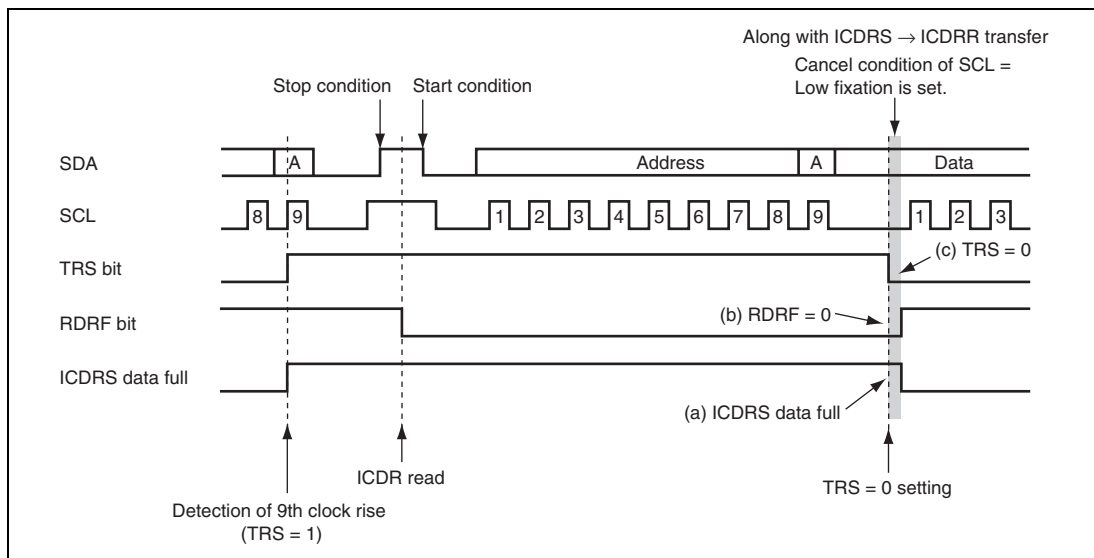 Along with ICDRS → ICDRR transfer
Cancel condition of SCL =
Low fixation is set.
Stop condition
Start condition
SDA
A
Address
A
Data
SCL
8
9
1
2
3
4
5
6
7
8
9
1
2
3
TRS bit
(c) TRS = 0
RDRF bit
(b) RDRF = 0
ICDRS data full
(a) ICDRS data full
ICDR read
TRS = 0 setting
Detection of 9th clock rise
(TRS = 1)